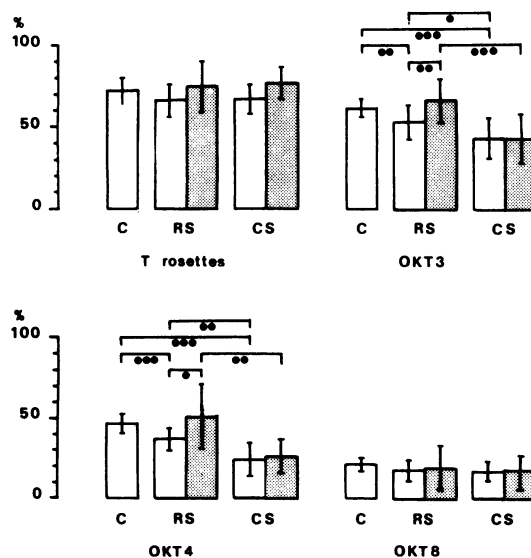 %
100
50
0
C RS CS
T rosettes
C RS CS
OKT3
%
100
50
0
C RS CS
OKT4
C RS CS
OKT8